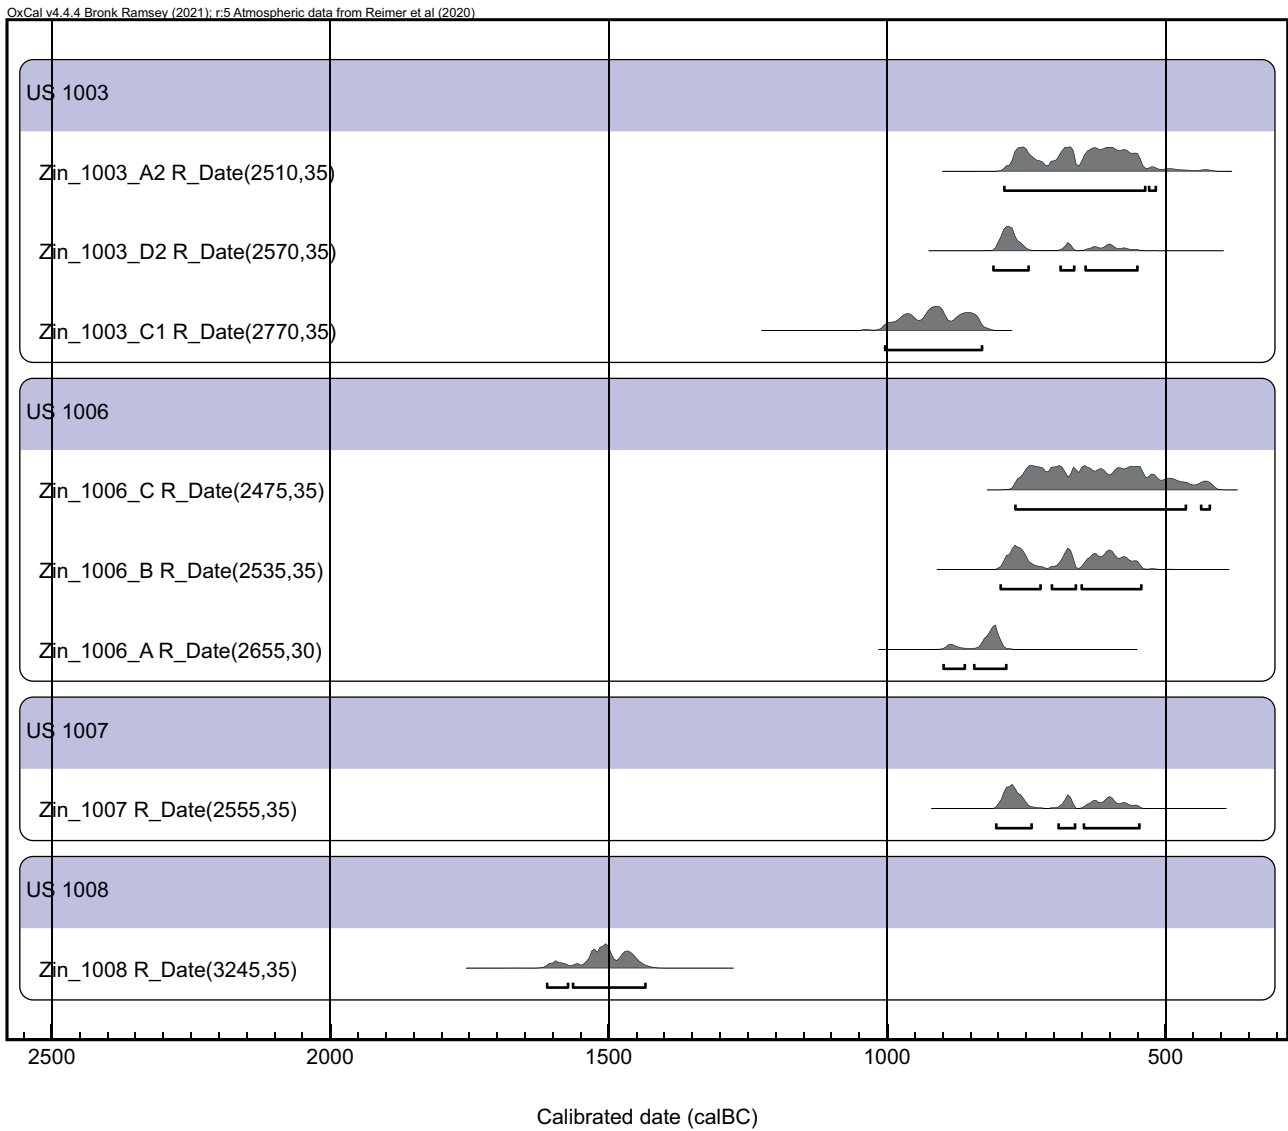 OxCal v4.4.4 Bronk Ramsey (2021); r:5 Atmospheric data from Reimer et al (2020)
US 1003
Zin_1003_A2 R_Date(2510,35)
Zin_1003_D2 R_Date(2570,35)
Zin_1003_C1 R_Date(2770,35)
US 1006
Zin_1006_C R_Date(2475,35)
Zin_1006_B R_Date(2535,35)
Zin_1006_A R_Date(2655,30)
US 1007
Zin_1007 R_Date(2555,35)
US 1008
Zin_1008 R_Date(3245,35)
2500 2000 1500 1000 500
Calibrated date (calBC)